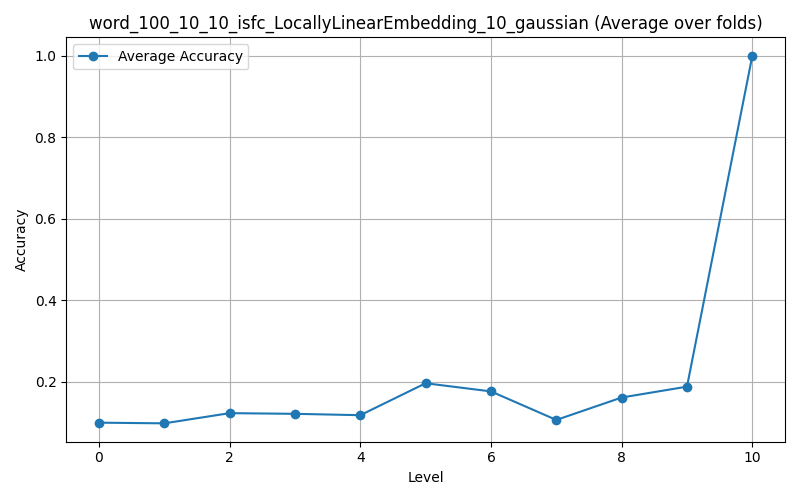 word_100_10_10_isfc_LocallyLinearEmbedding_10_gaussian (Average over folds)
Average Accuracy
1.0
0.8
0.6
0.4
0.2
Accuracy
0 2 4 6 8 10
Level